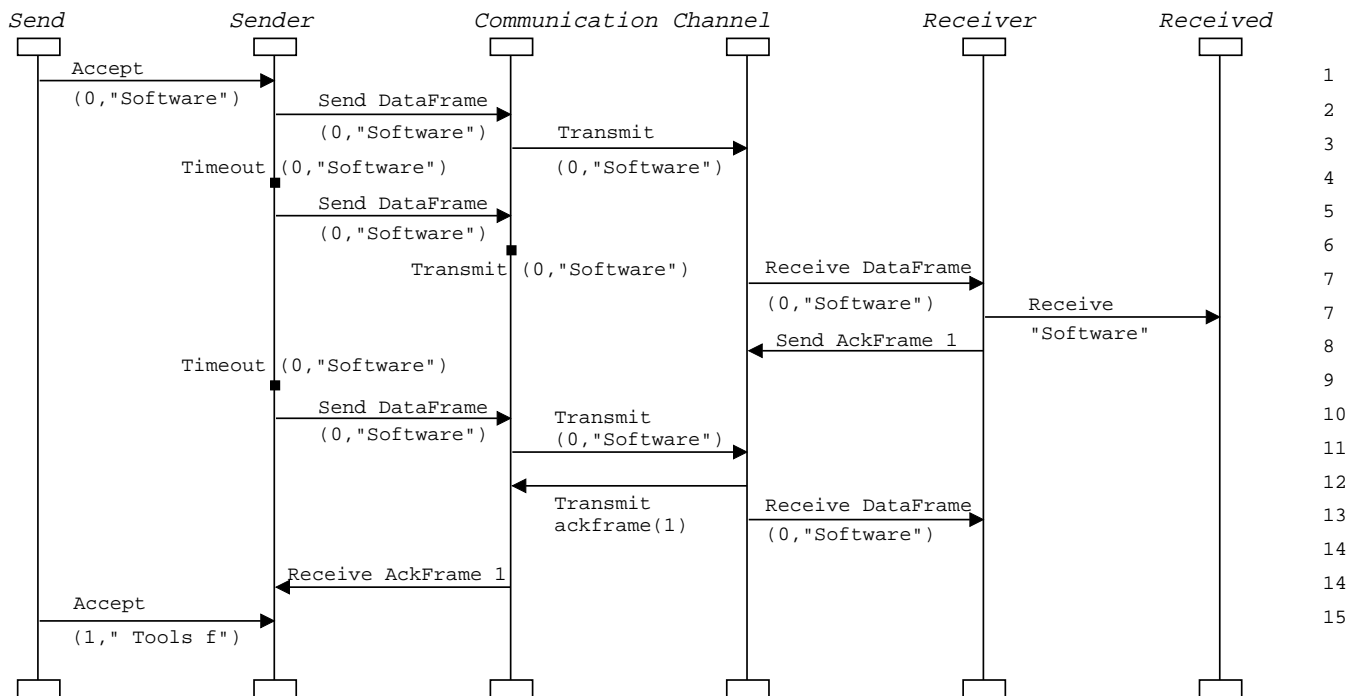 Send Sender Communication Channel Receiver Received
Accept 1
(0,"Software")
Send DataFrame 2
(0,"Software")
Transmit 3
(0,"Software")
Timeout (0,"Software") 4
Send DataFrame 5
(0,"Software")
6
Transmit (0,"Software")
Receive DataFrame 7
(0,"Software")
Receive 7
"Software"
Send AckFrame 1 8
Timeout (0,"Software") 9
Send DataFrame 10
(0,"Software")
Transmit
(0,"Software") 11
12
Transmit
ackframe(1)
Receive DataFrame 13
(0,"Software")
14
Receive AckFrame 1 14
Accept 15
(1," Tools f")